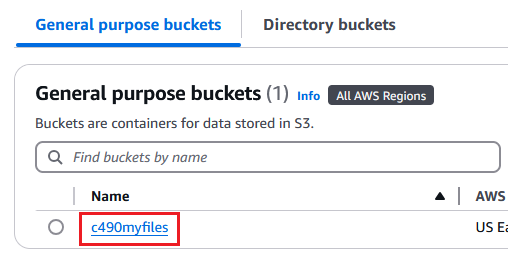 General purpose buckets Directory buckets
General purpose buckets (1) Info All AWS Regions
Buckets are containers for data stored in S3.
Find buckets by name
Name AWS
c490myfiles US Ea